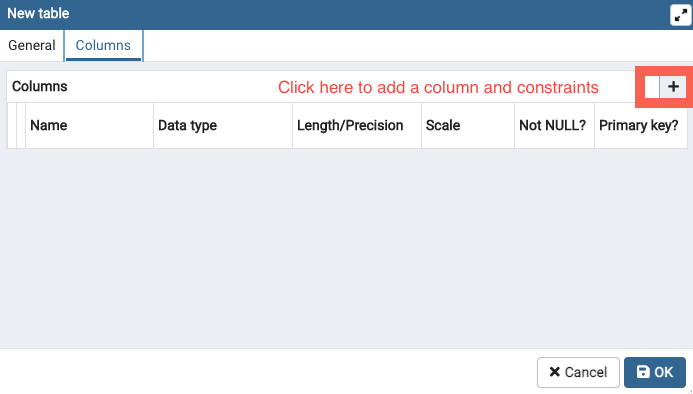 New table
General Columns
Columns Click here to add a column and constraints +
Name Data type Length/Precision Scale Not NULL? Primary key?
Cancel OK